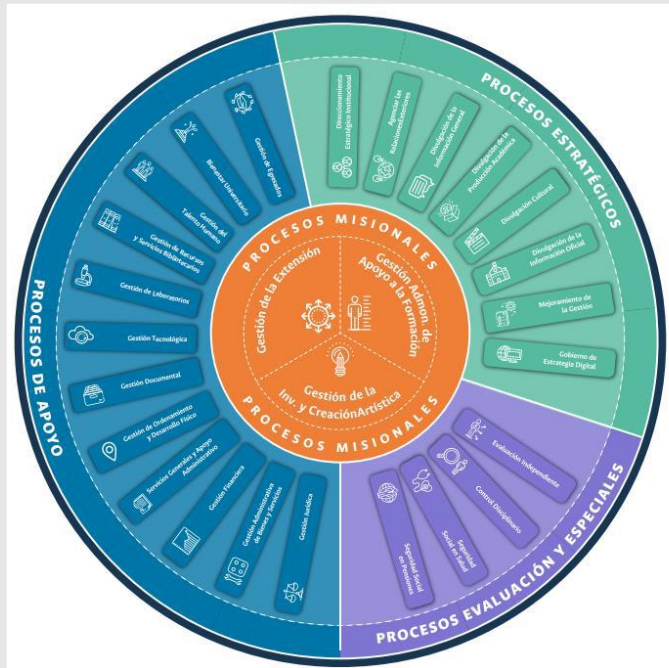 PROCESOS ESTRATÉGICOS
Direccionamiento
Estratégico Institucional
Agenciar las
RelacionesExteriores
Divulgación de la
Información General
Divulgación de la
Producción Académica
Divulgación Cultural
Divulgación de la
Información Oficial
Mejoramiento de
la Gestión
Gobierno de
Estrategia Digital
PROCESOS EVALUACIÓN Y ESPECIALES
Evaluación Independiente
Control Disciplinario
Seguridad
Social en Salud
Seguridad Social
en Pensiones
PROCESOS DE APOYO
Gestión de Egresados
Bienestar Universitario
Gestión del
Talento Humano
Gestión de Recursos
y Servicios Bibliotecarios
Gestión de Laboratorios
Gestión Tacnológica
Gestión Documental
Gestión de Ordenamiento
y Desarrollo Físico
Servicios Generales y Apoyo
Administrativo
Gestión Financiera
Gestión Administrativa
de Bienes y Servicios
Gestión Jurídica
PROCESOS MISIONALES
Gestión de la Extensión
Gestión Admon. de
Apoyo a la Formación
Gestión de la
Inv. y CreaciónArtística
PROCESOS MISIONALES